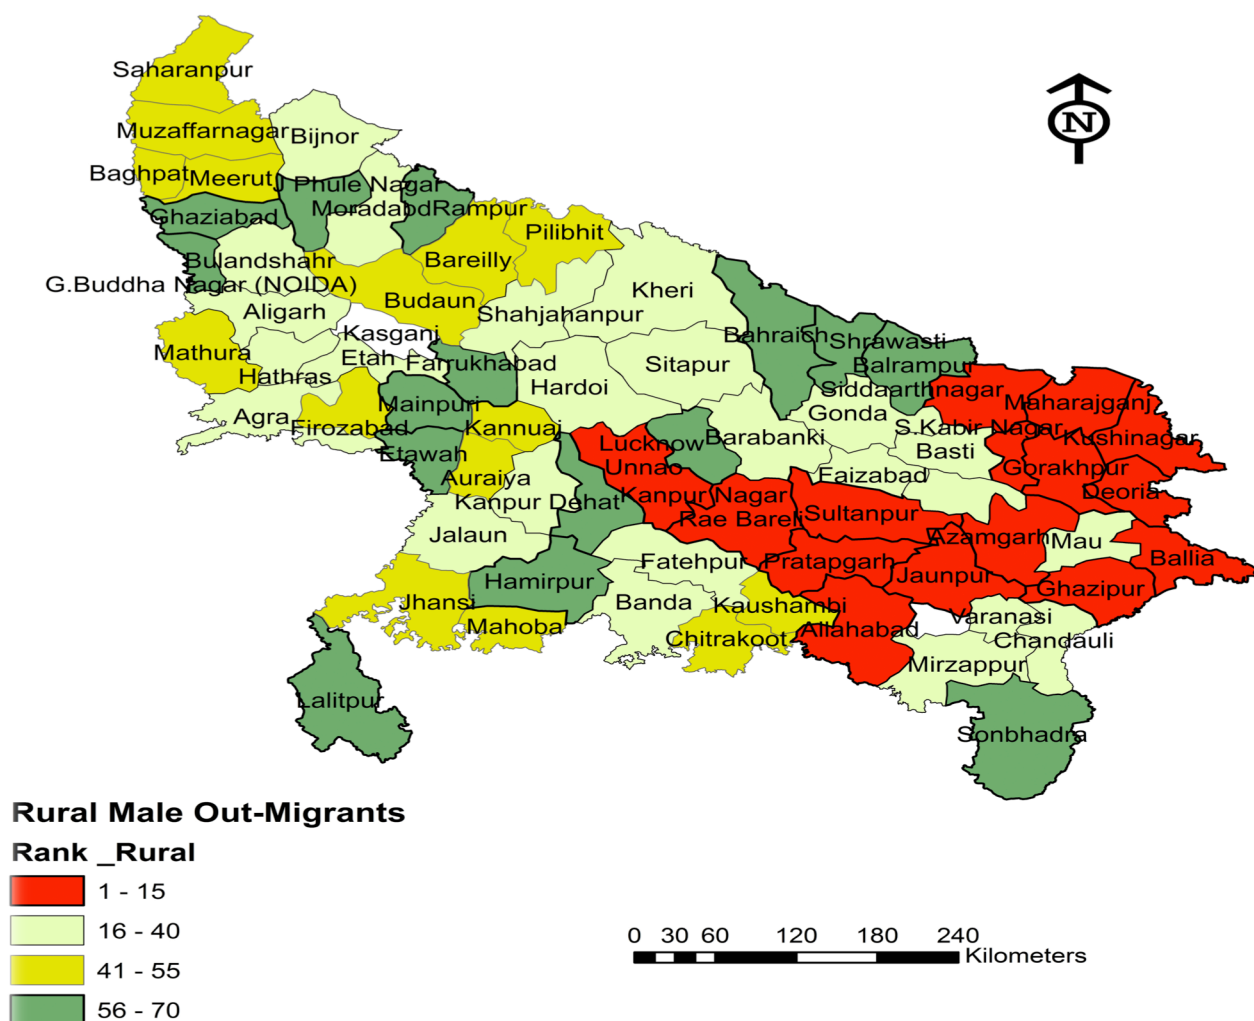 Saharanpur
N
Muzaffarnagar
Bijnor
Baghpat
Meerut
J Phule Nagar
Moradabd
Rampur
Ghaziabad
Pilibhit
Bulandshahr
Bareilly
G.Buddha Nagar (NOIDA)
Kheri
Budaun
Aligarh
Shahjahanpur
Kasganj
Bahraich
Shrawasti
Mathura
Etah
Farrukhabad
Sitapur
Balrampur
Hathras
Hardoi
Siddaarthnagar
Mainpuri
Maharajganj
Agra
Firozabad
Kannuaj
Gonda
S.Kabir Nagar
Lucknow
Barabanki
Kushinagar
Etawah
Unnao
Basti
Gorakhpur
Auraiya
Faizabad
Deoria
Kanpur Dehat
Kanpur Nagar
Rae Bareli
Sultanpur
Jalaun
Azamgarh
Mau
Fatehpur
Pratapgarh
Ballia
Hamirpur
Jaunpur
Ghazipur
Jhansi
Banda
Kaushambi
Mahoba
Varanasi
Allahabad
Chitrakoot
Chandauli
Mirzappur
Lalitpur
Sonbhadra
Rural Male Out-Migrants
Rank _Rural
1 - 15
16 - 40
41 - 55
56 - 70
0 30 60 120 180 240
Kilometers